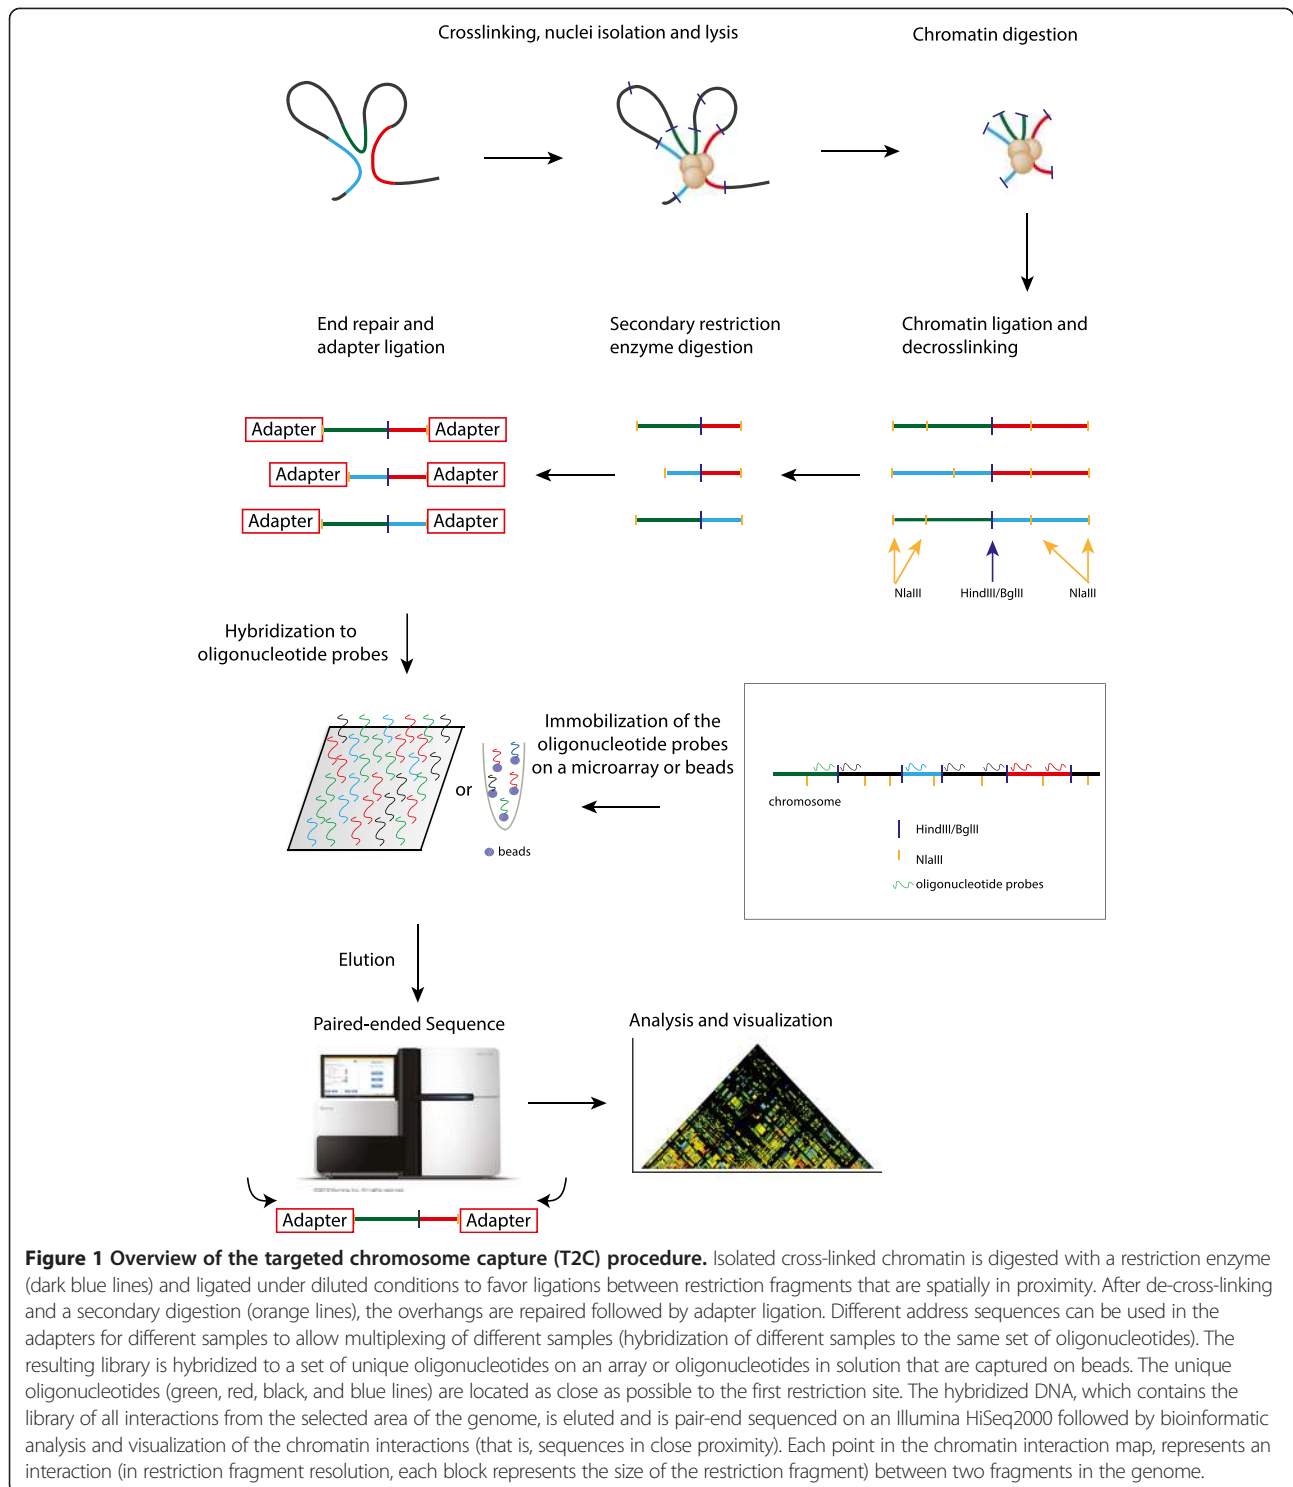 Crosslinking, nuclei isolation and lysis
Chromatin digestion
End repair and
adapter ligation
Secondary restriction
enzyme digestion
Chromatin ligation and
decrosslinking
Adapter
Adapter
Adapter
Adapter
Adapter
Adapter
NlaIII
HindIII/BglII
NlaIII
Hybridization to
oligonucleotide probes
Immobilization of the
oligonucleotide probes
on a microarray or beads
or
beads
chromosome
HindIII/BglII
NlaIII
oligonucleotide probes
Elution
Paired-ended Sequence
Analysis and visualization
Adapter
Adapter
Figure 1 Overview of the targeted chromosome capture (T2C) procedure. Isolated cross-linked chromatin is digested with a restriction enzyme
(dark blue lines) and ligated under diluted conditions to favor ligations between restriction fragments that are spatially in proximity. After de-cross-linking
and a secondary digestion (orange lines), the overhangs are repaired followed by adapter ligation. Different address sequences can be used in the
adapters for different samples to allow multiplexing of different samples (hybridization of different samples to the same set of oligonucleotides). The
resulting library is hybridized to a set of unique oligonucleotides on an array or oligonucleotides in solution that are captured on beads. The unique
oligonucleotides (green, red, black, and blue lines) are located as close as possible to the first restriction site. The hybridized DNA, which contains the
library of all interactions from the selected area of the genome, is eluted and is pair-end sequenced on an Illumina HiSeq2000 followed by bioinformatic
analysis and visualization of the chromatin interactions (that is, sequences in close proximity). Each point in the chromatin interaction map, represents an
interaction (in restriction fragment resolution, each block represents the size of the restriction fragment) between two fragments in the genome.